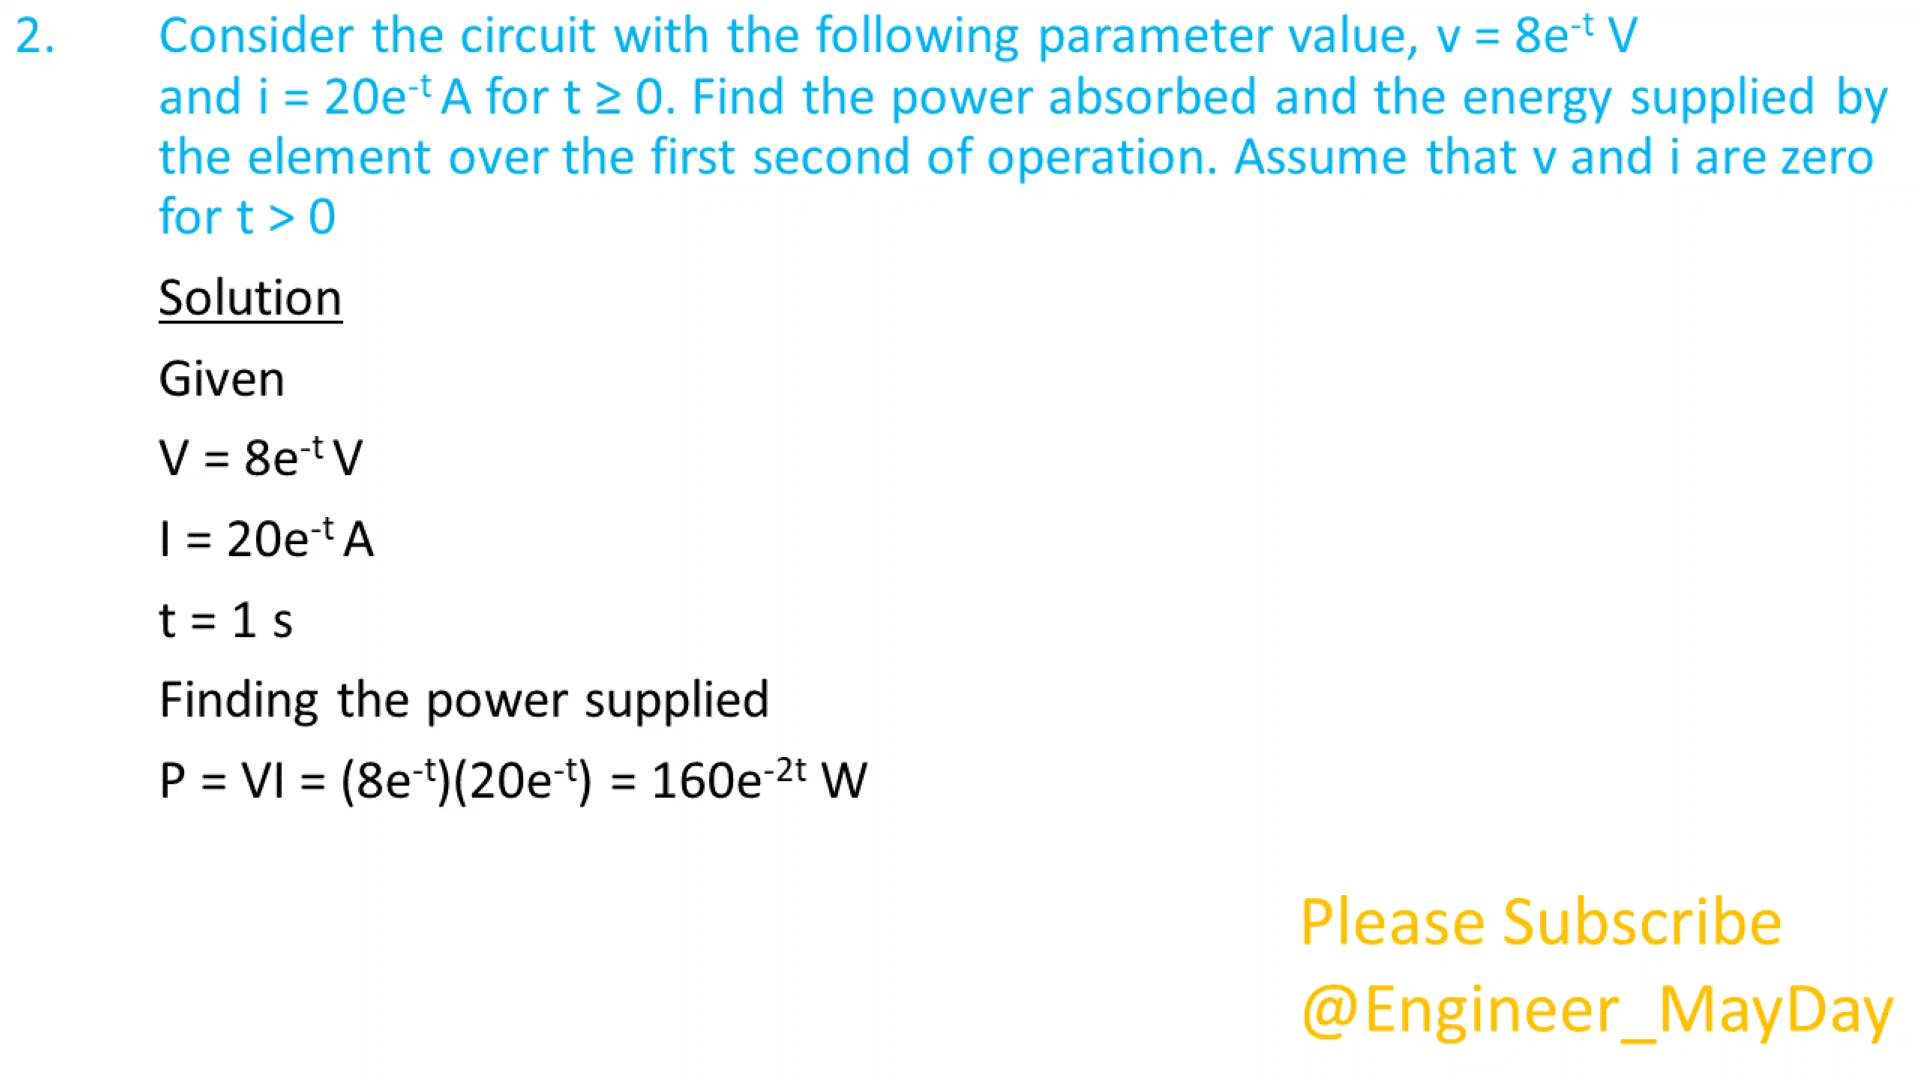 2. Consider the circuit with the following parameter value, v = 8e⁻ᵗ V
and i = 20e⁻ᵗ A for t ≥ 0. Find the power absorbed and the energy supplied by
the element over the first second of operation. Assume that v and i are zero
for t > 0
Solution
Given
V = 8e⁻ᵗ V
I = 20e⁻ᵗ A
t = 1 s
Finding the power supplied
P = VI = (8e⁻ᵗ)(20e⁻ᵗ) = 160e⁻²ᵗ W
Please Subscribe
@Engineer_MayDay